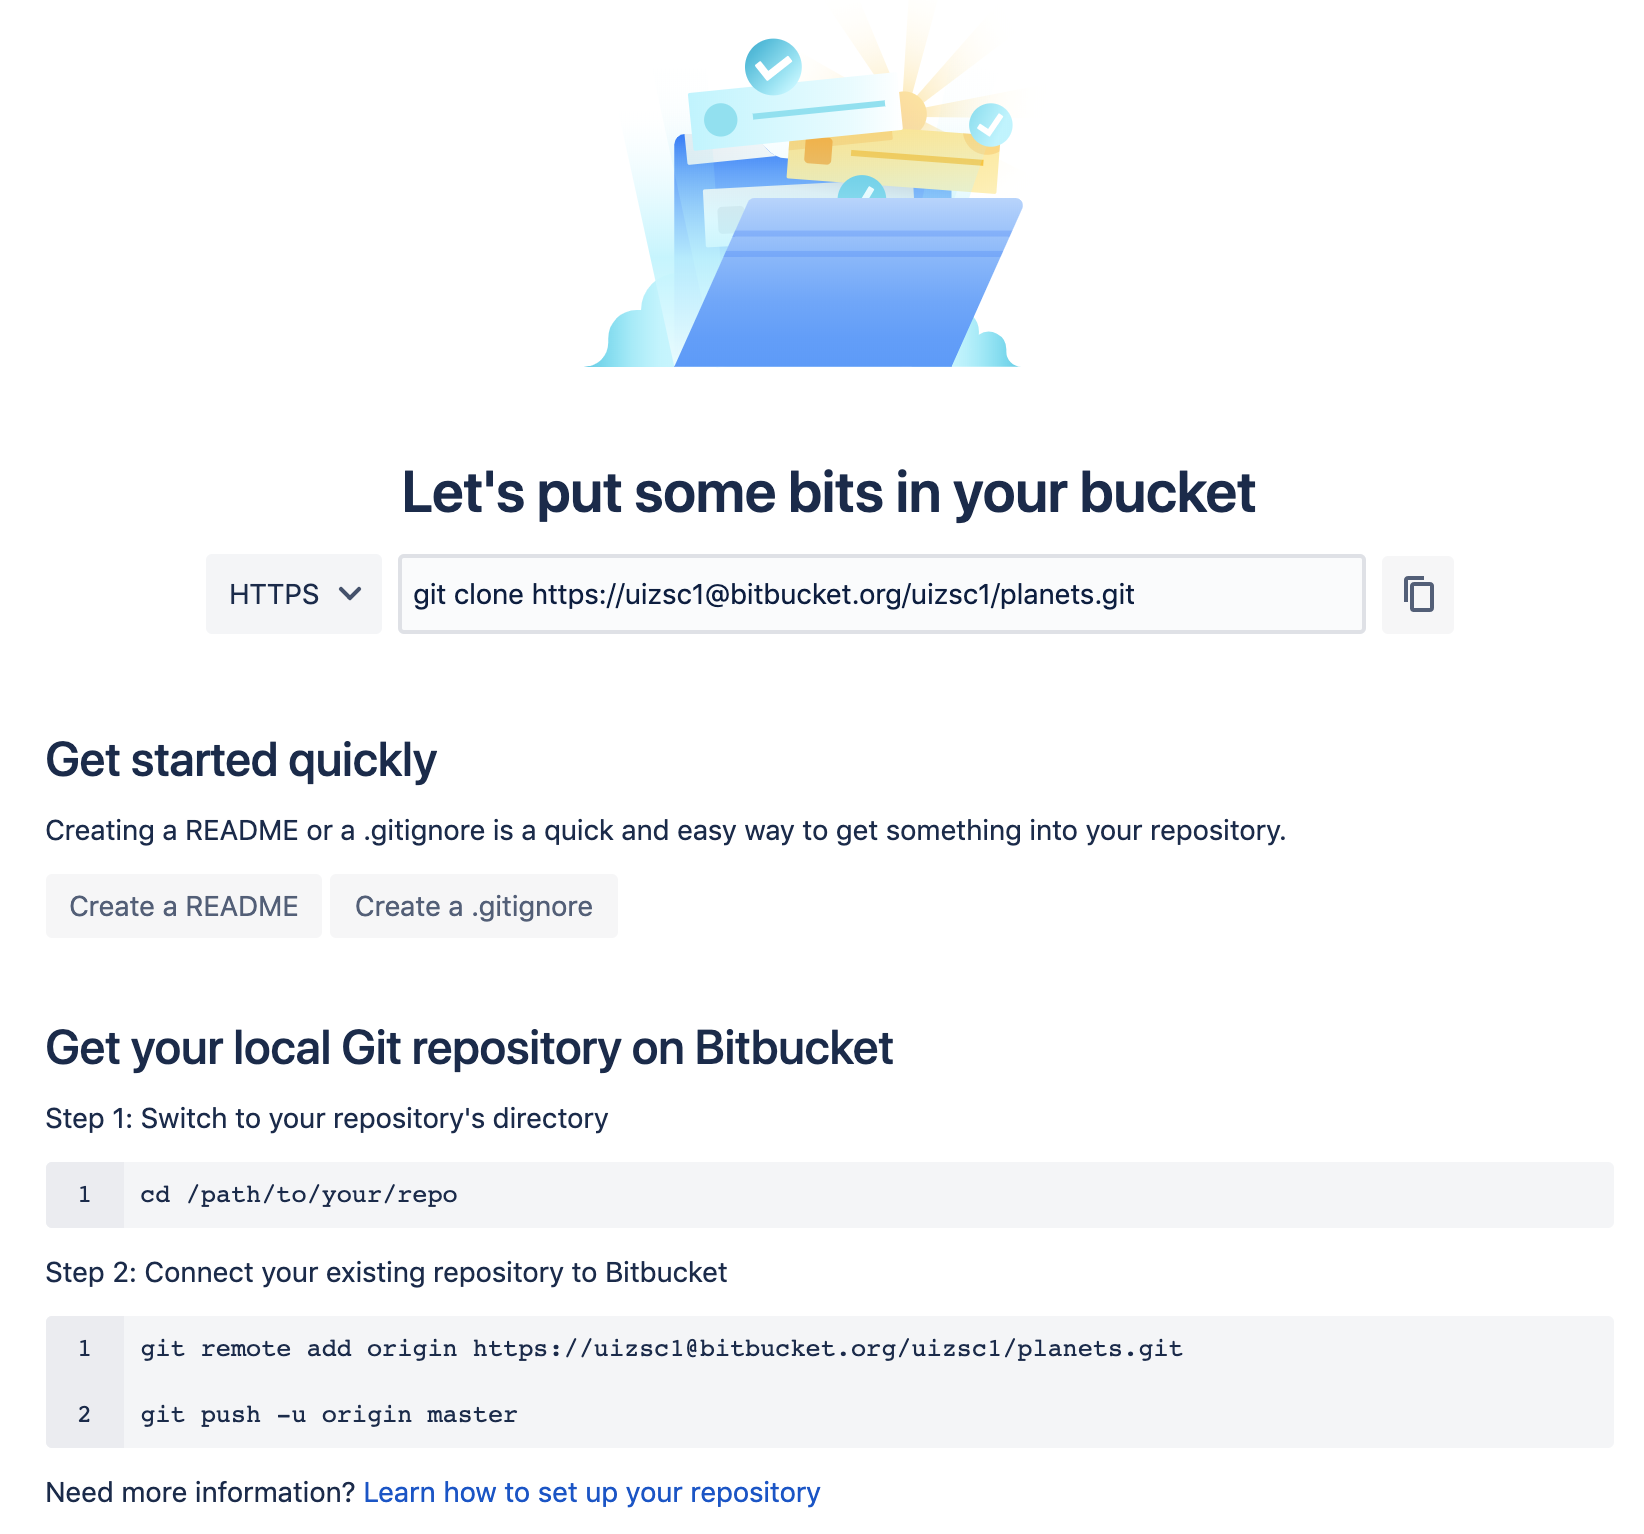 Let's put some bits in your bucket
HTTPS git clone https://uizsc1@bitbucket.org/uizsc1/planets.git
Get started quickly
Creating a README or a .gitignore is a quick and easy way to get something into your repository.
Create a README Create a .gitignore
Get your local Git repository on Bitbucket
Step 1: Switch to your repository's directory
1 cd /path/to/your/repo
Step 2: Connect your existing repository to Bitbucket
1 git remote add origin https://uizsc1@bitbucket.org/uizsc1/planets.git
2 git push -u origin master
Need more information? Learn how to set up your repository